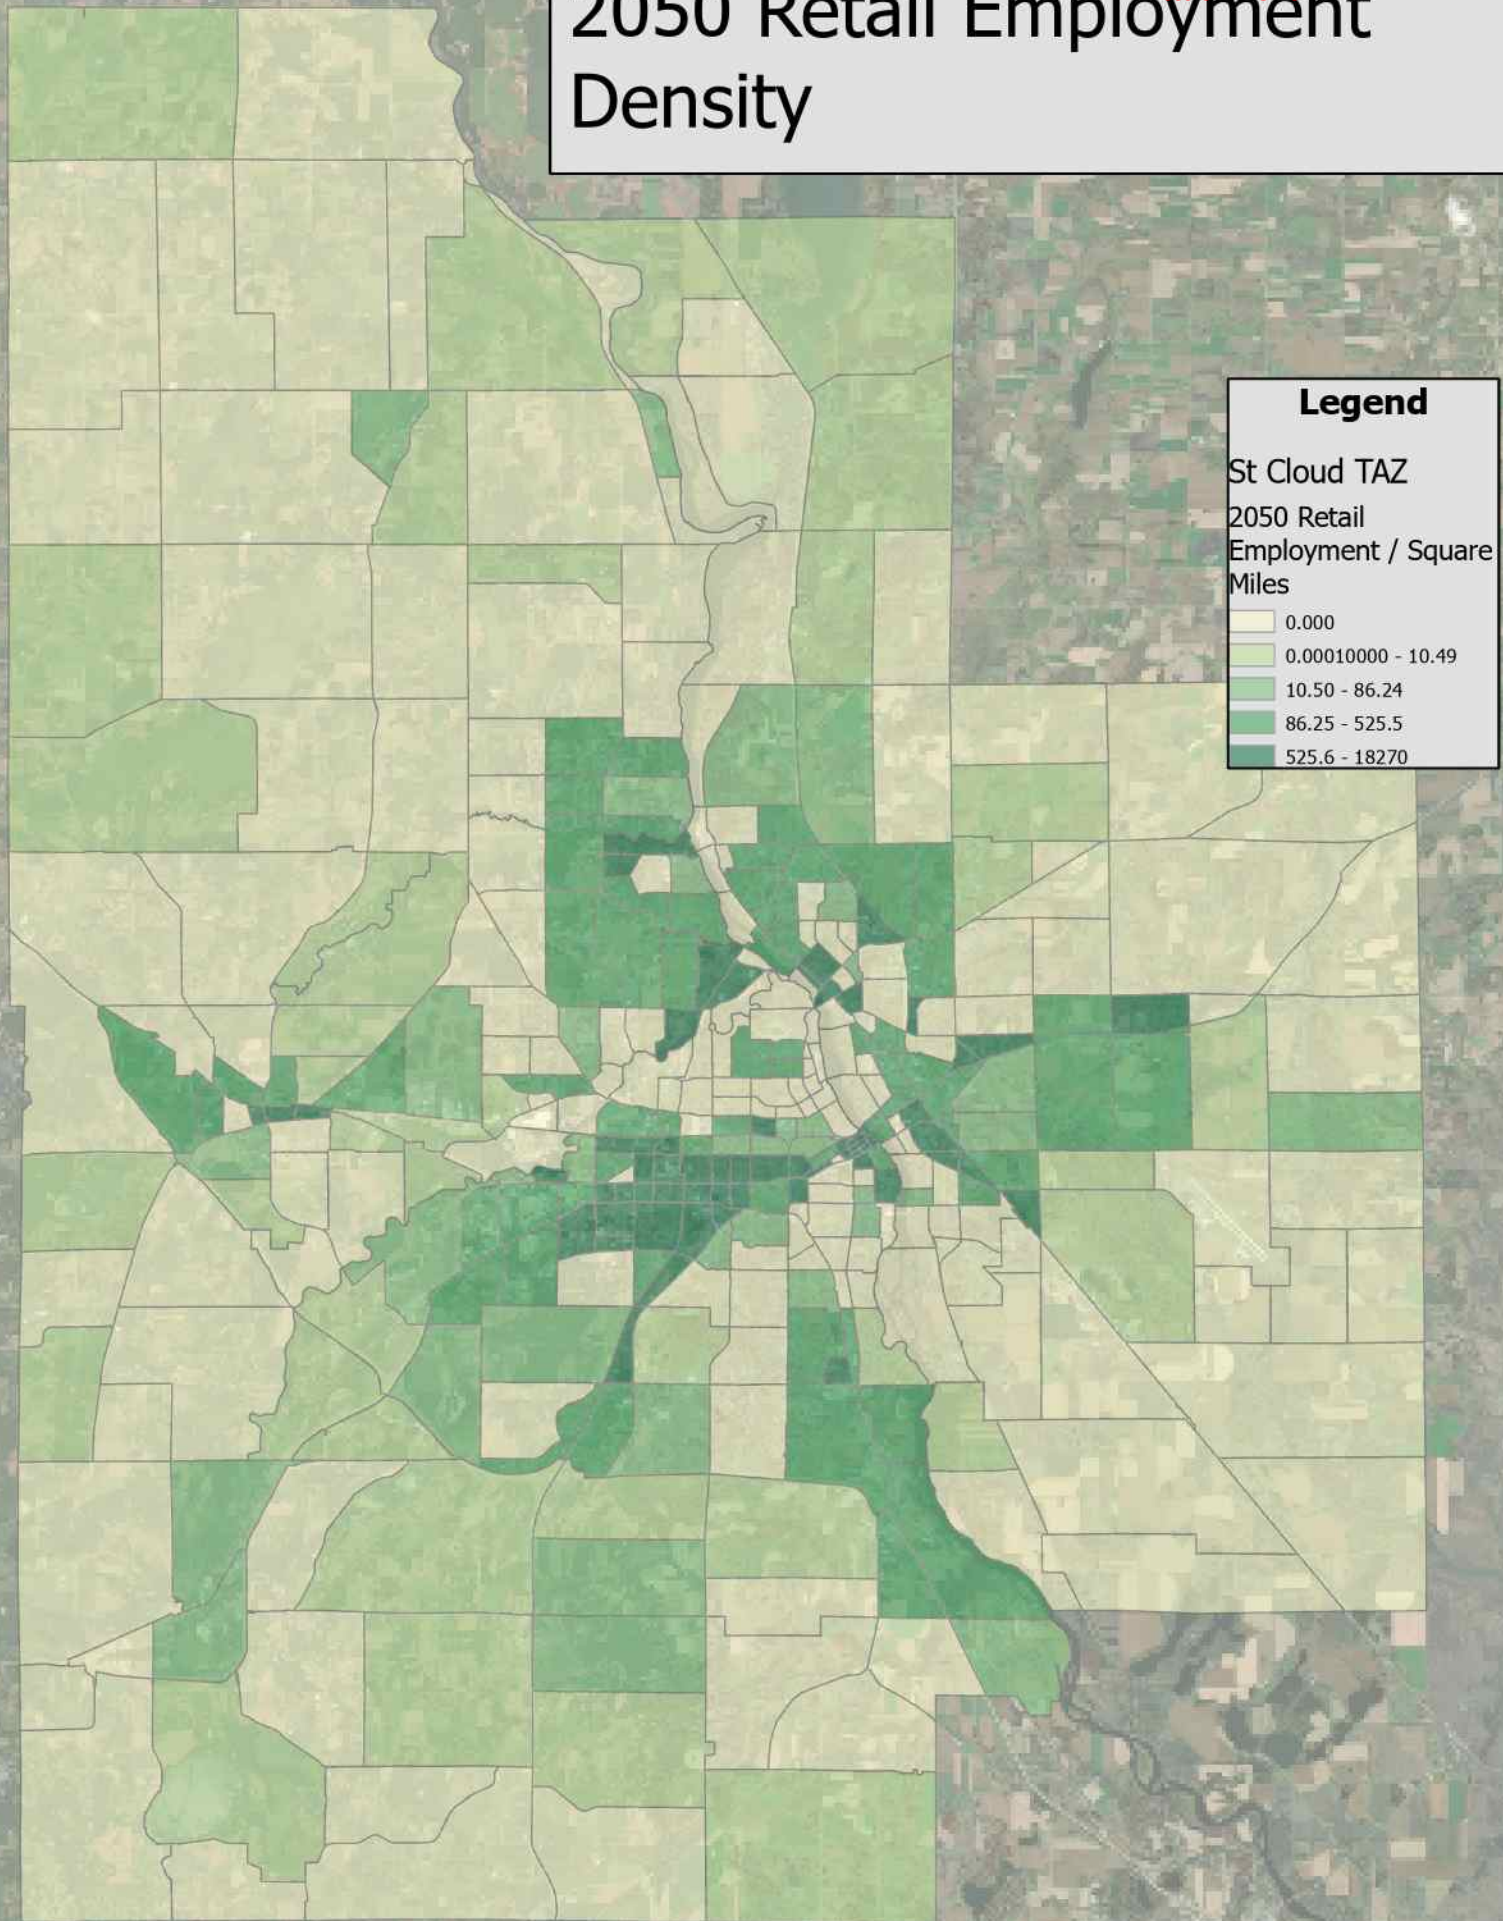 2050 Retail Employment
Density
Legend
St Cloud TAZ
2050 Retail
Employment / Square
Miles
0.000
0.00010000 - 10.49
10.50 - 86.24
86.25 - 525.5
525.6 - 18270